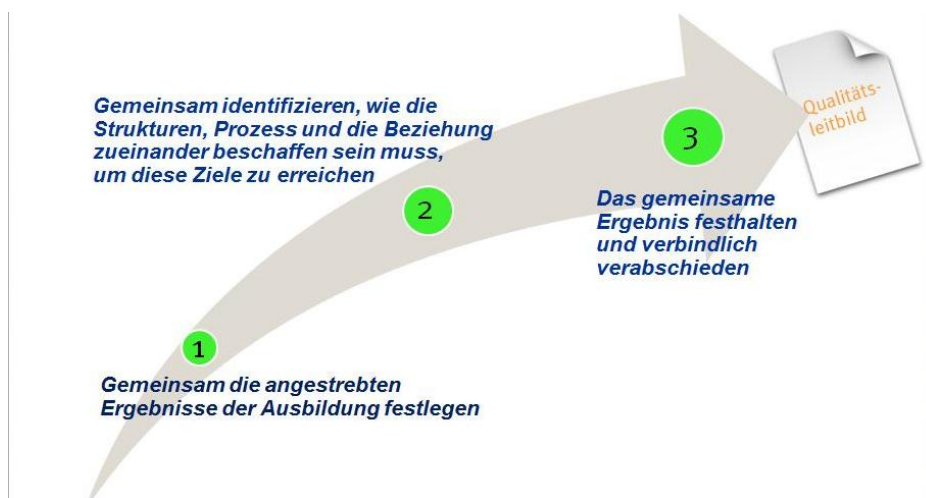 Gemeinsam identifizieren, wie die
Strukturen, Prozess und die Beziehung
zueinander beschaffen sein muss,
um diese Ziele zu erreichen
Qualitäts-
leitbild
3
2
Das gemeinsame
Ergebnis festhalten
und verbindlich
verabschieden
1
Gemeinsam die angestrebten
Ergebnisse der Ausbildung festlegen